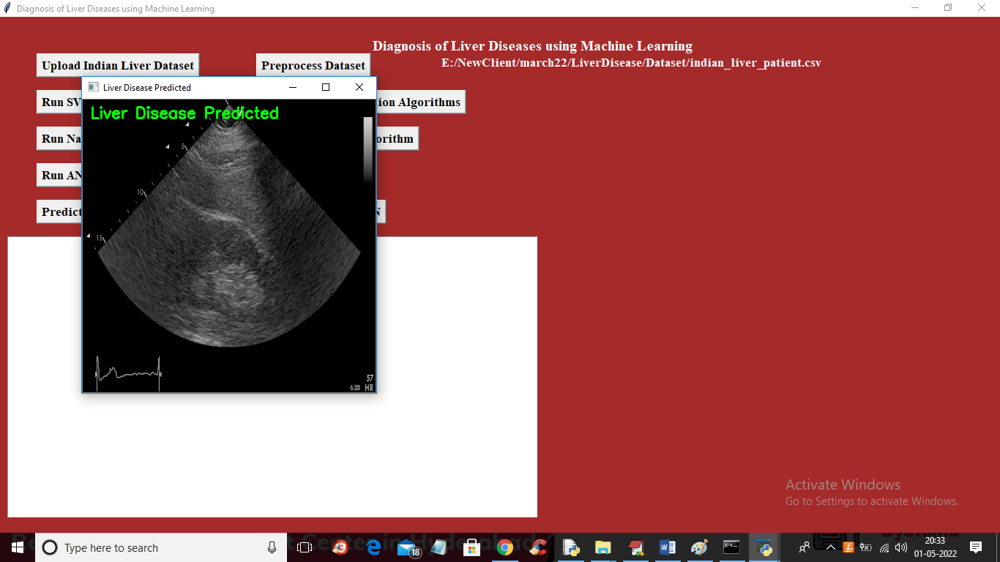 Diagnosis of Liver Diseases using Machine Learning
Diagnosis of Liver Diseases using Machine Learning
E:/NewClient/march22/LiverDisease/Dataset/indian_liver_patient.csv
Upload Indian Liver Dataset
Preprocess Dataset
Liver Disease Predicted
Run SV
ion Algorithms
Liver Disease Predicted
Run Na
orithm
5
Run AN
10
Predict
N
15
57
6:20 HR
Activate Windows
Go to Settings to activate Windows.
Type here to search
18
20:33
01-05-2022